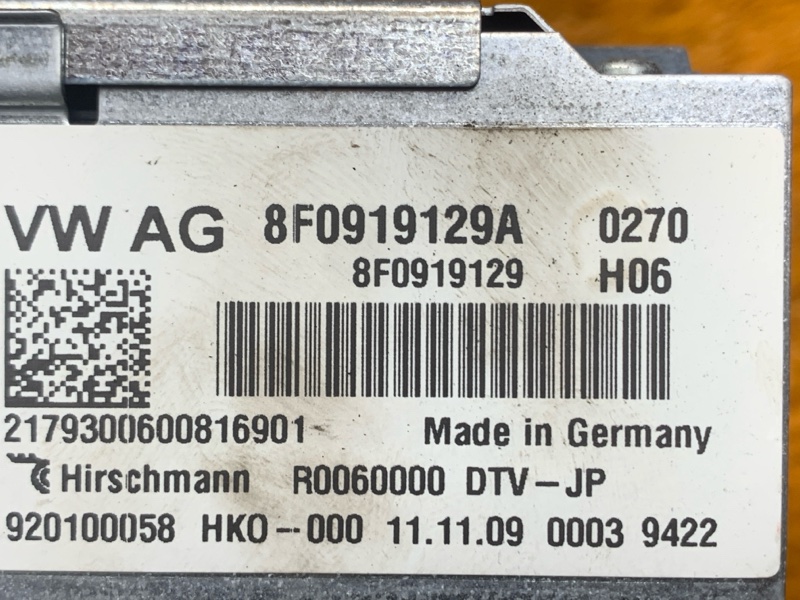 VW AG 8F0919129A 0270
8F0919129 H06
2179300600816901 Made in Germany
Hirschmann R0060000 DTV-JP
920100058 HKO--000 11.11.09 0003 9422